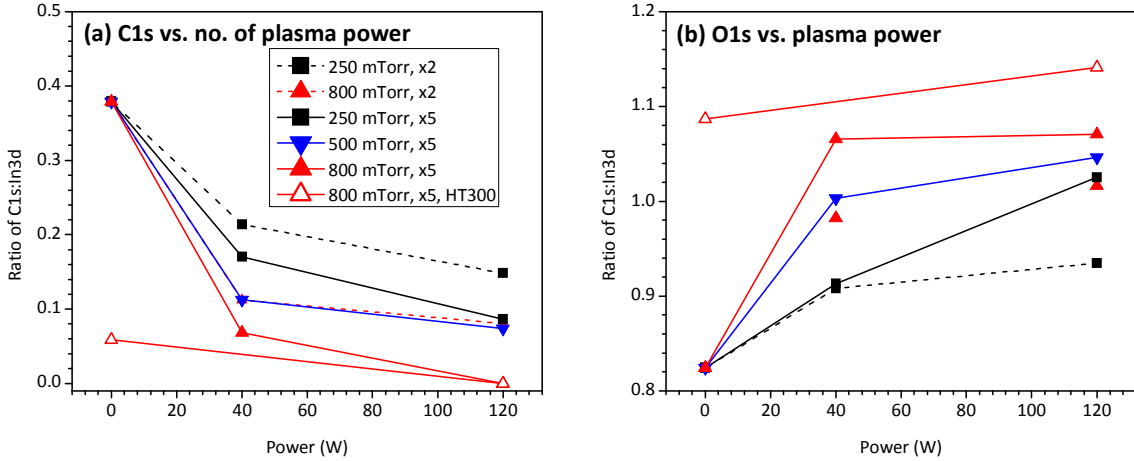 (a) C1s vs. no. of plasma power
250 mTorr, x2
800 mTorr, x2
250 mTorr, x5
500 mTorr, x5
800 mTorr, x5
800 mTorr, x5, HT300
Ratio of C1s:In3d
0.5
0.4
0.3
0.2
0.1
0.0
0 20 40 60 80 100 120
Power (W)
(b) O1s vs. plasma power
Ratio of C1s:In3d
1.2
1.1
1.0
0.9
0.8
0 20 40 60 80 100 120
Power (W)